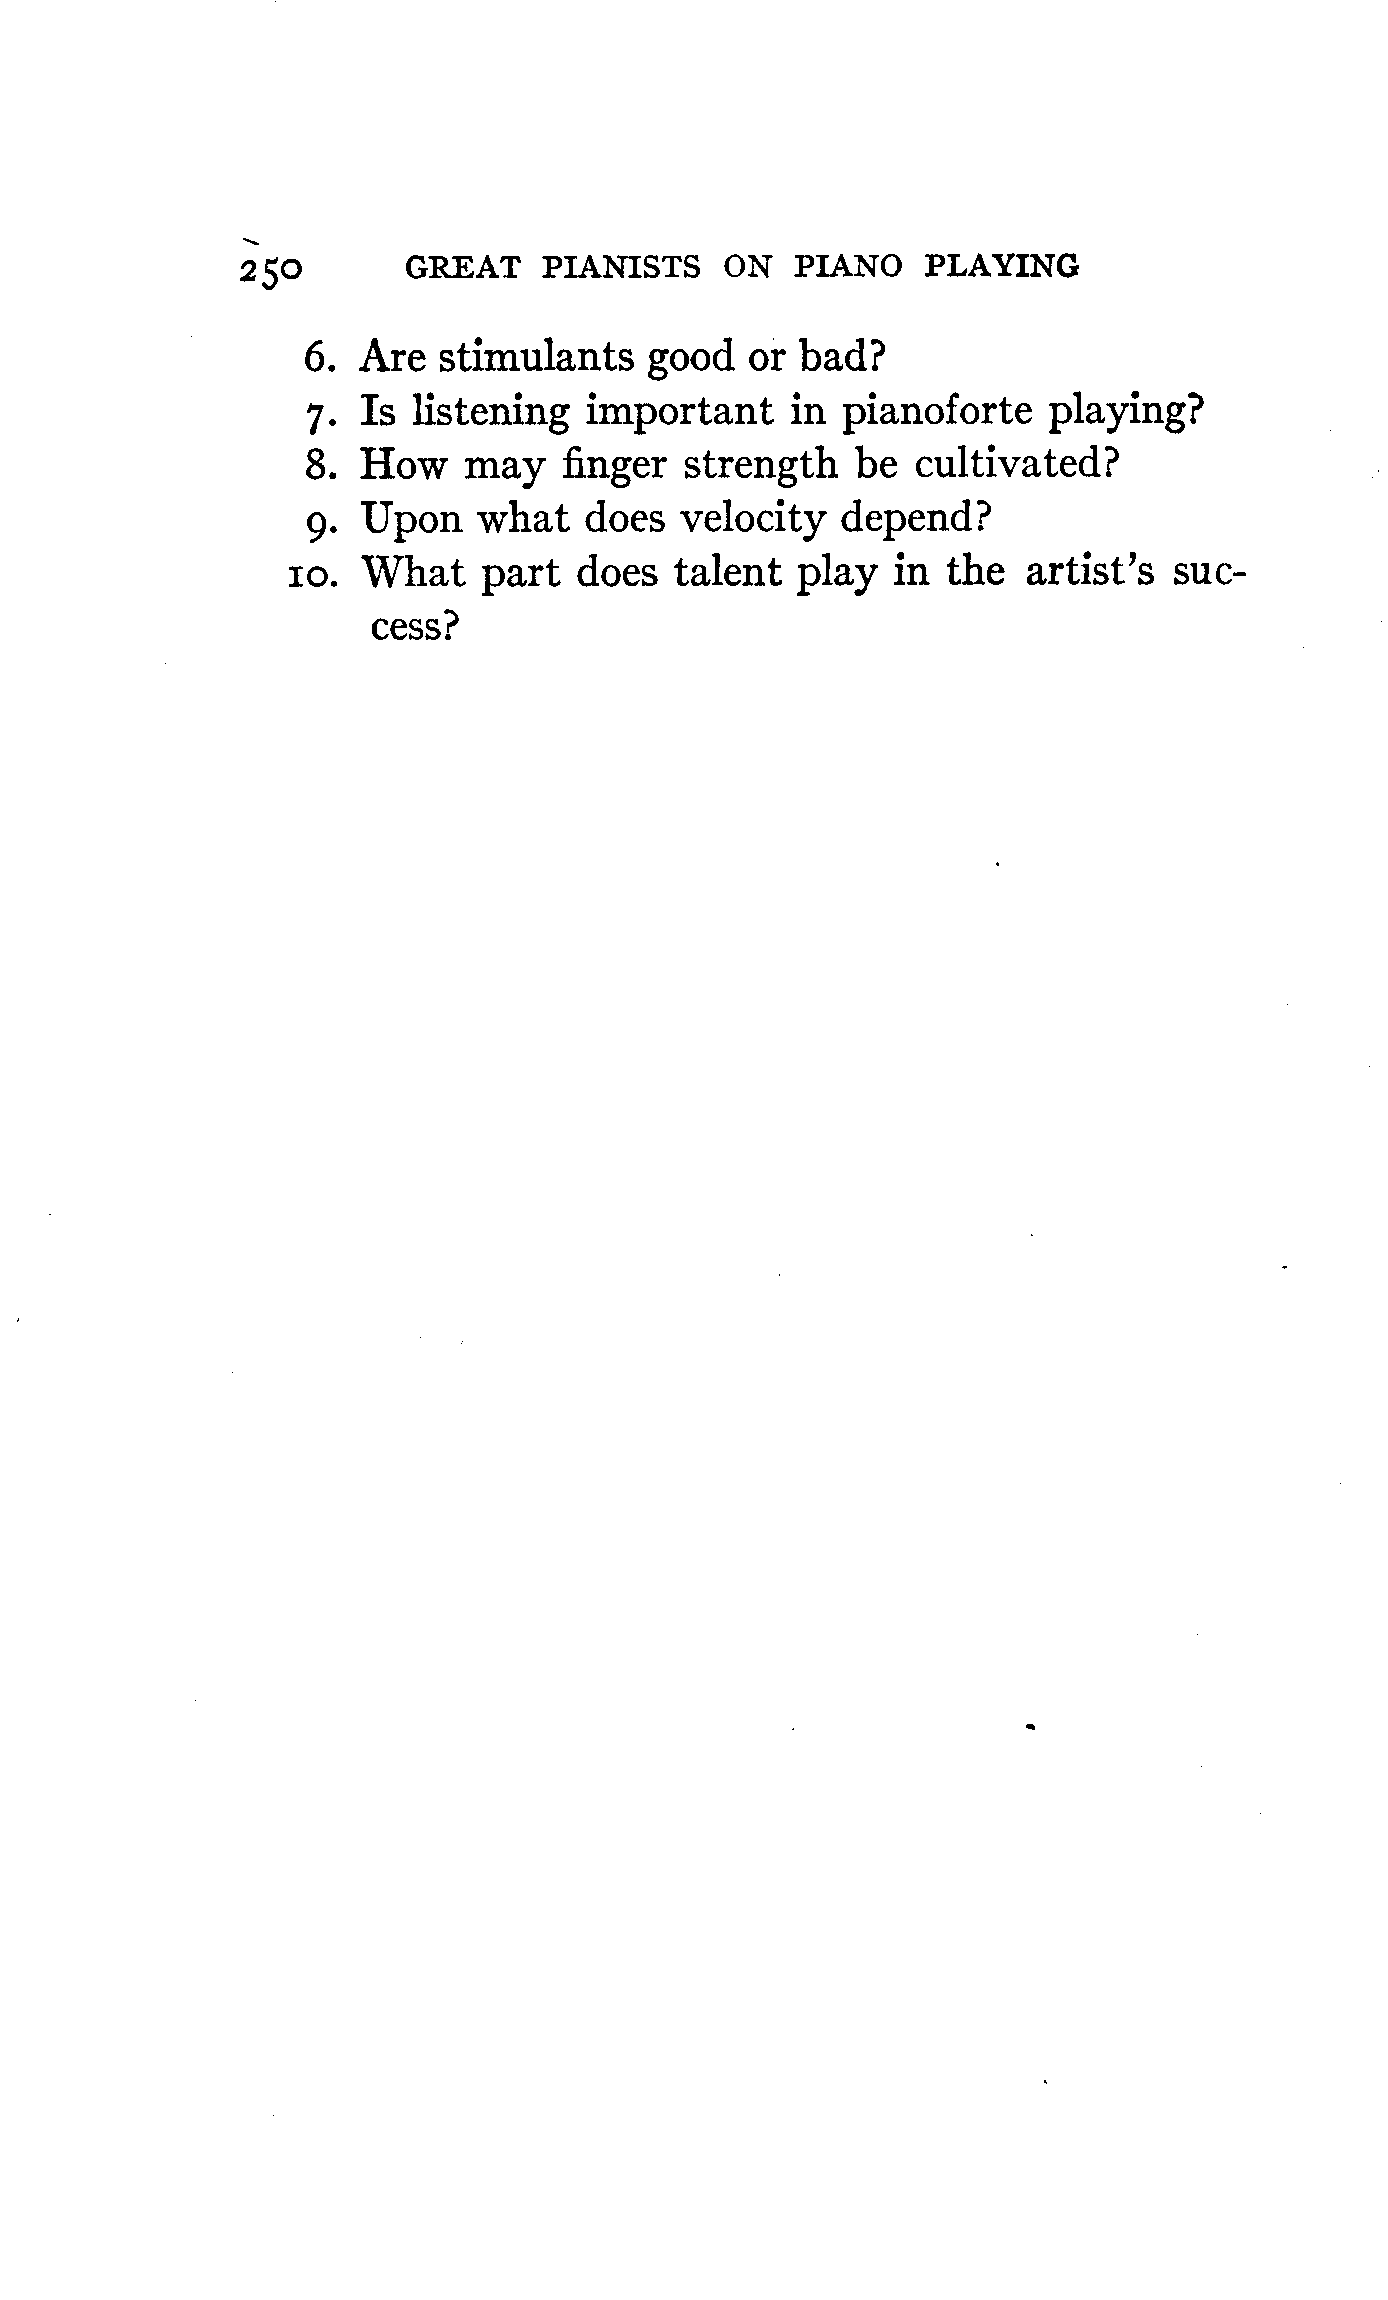 250 GREAT PIANISTS ON PIANO PLAYING
6. Are stimulants good or bad?
7. Is listening important in pianoforte playing?
8. How may finger strength be cultivated?
9. Upon what does velocity depend?
10. What part does talent play in the artist's suc-
cess?